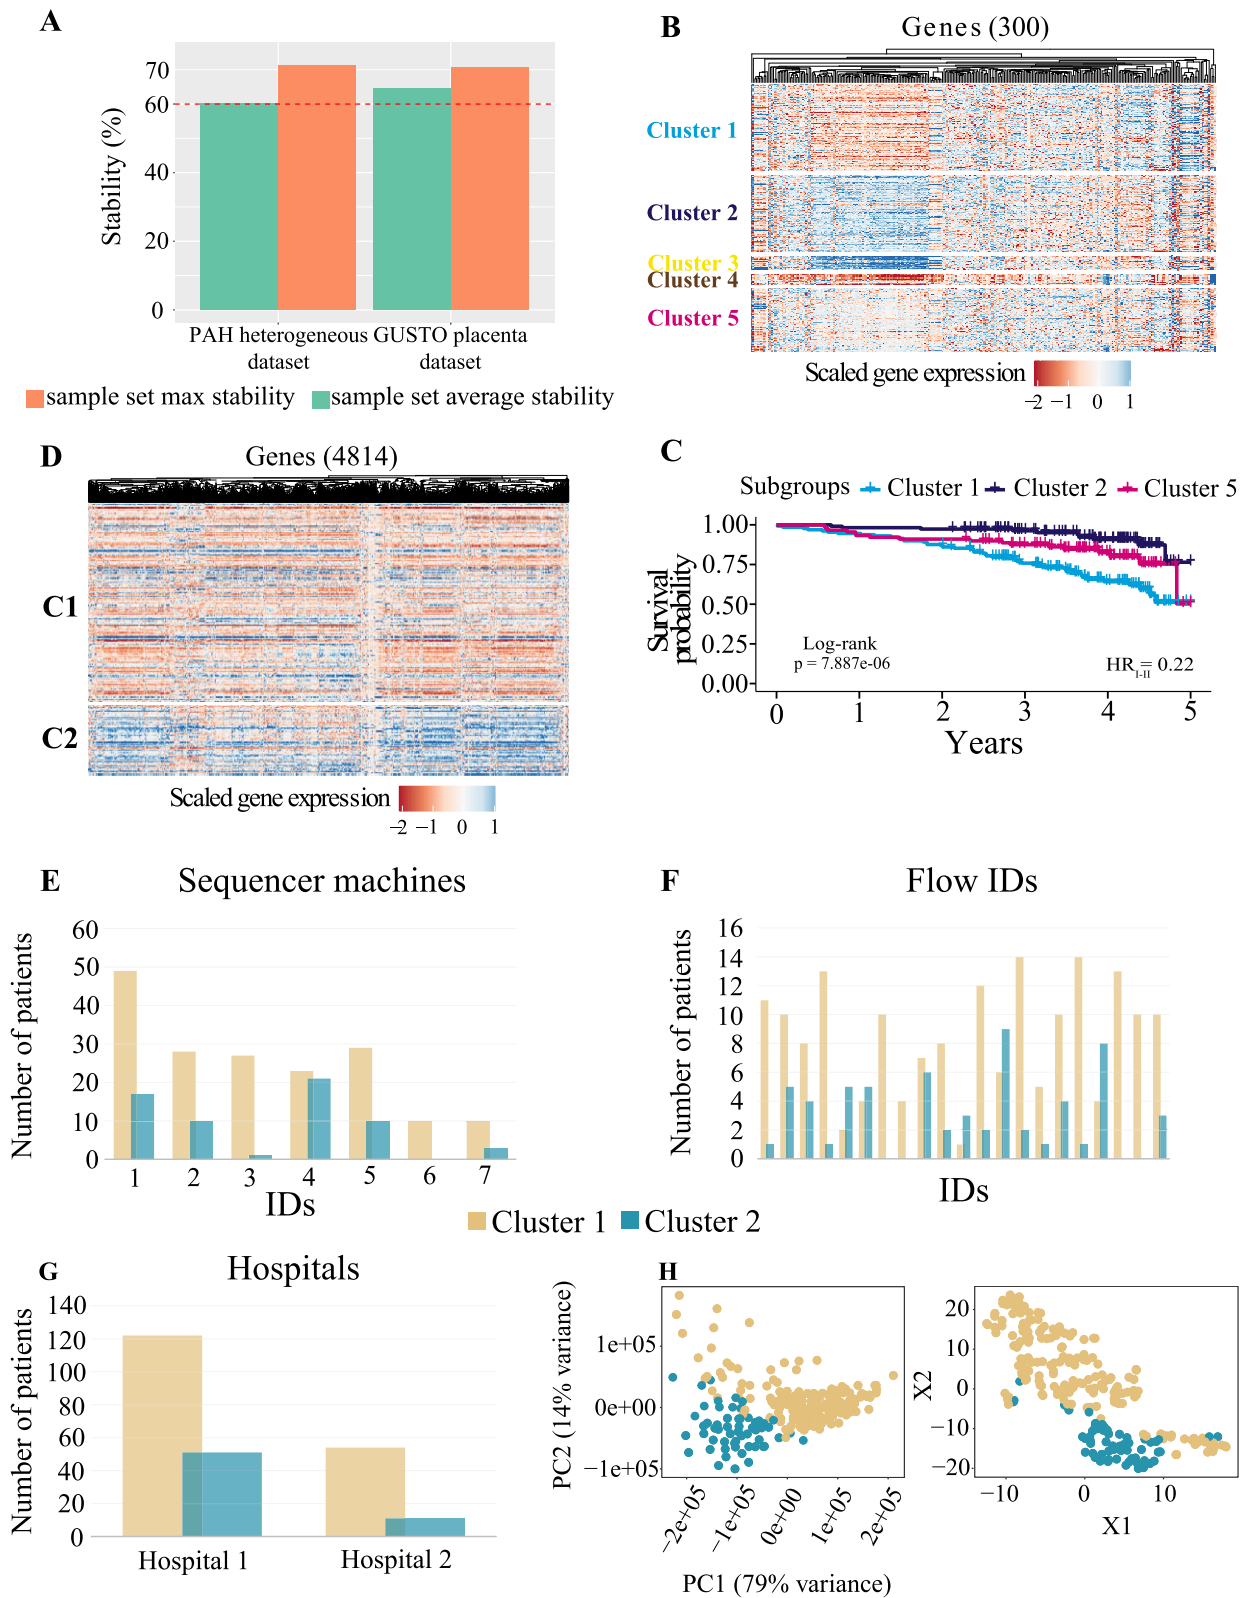 A
70
60
40
20
0
Stability (%)
PAH heterogeneous
dataset
GUSTO placenta
dataset
sample set max stability
sample set average stability
B
Genes (300)
Cluster 1
Cluster 2
Cluster 3
Cluster 4
Cluster 5
Scaled gene expression
−2 −1 0 1
D
Genes (4814)
C1
C2
Scaled gene expression
−2 −1 0 1
C
Subgroups Cluster 1 Cluster 2 Cluster 5
1.00
0.75
0.50
0.25
0.00
Survival
probability
Log-rank
p = 7.887e-06
HR I-II = 0.22
0 1 2 3 4 5
Years
E
Sequencer machines
Number of patients
60
50
40
30
20
10
0
1 2 3 4 5 6 7
IDs
F
Flow IDs
Number of patients
16
14
12
10
8
6
4
2
0
IDs
Cluster 1 Cluster 2
G
Hospitals
Number of patients
140
120
100
80
60
40
20
0
Hospital 1 Hospital 2
H
PC2 (14% variance)
1e+05
0e+00
−1e+05
−2e+05 −1e+05 0e+00 1e+05 2e+05
PC1 (79% variance)
X2
20
10
0
−10
−20
−10 0 10
X1